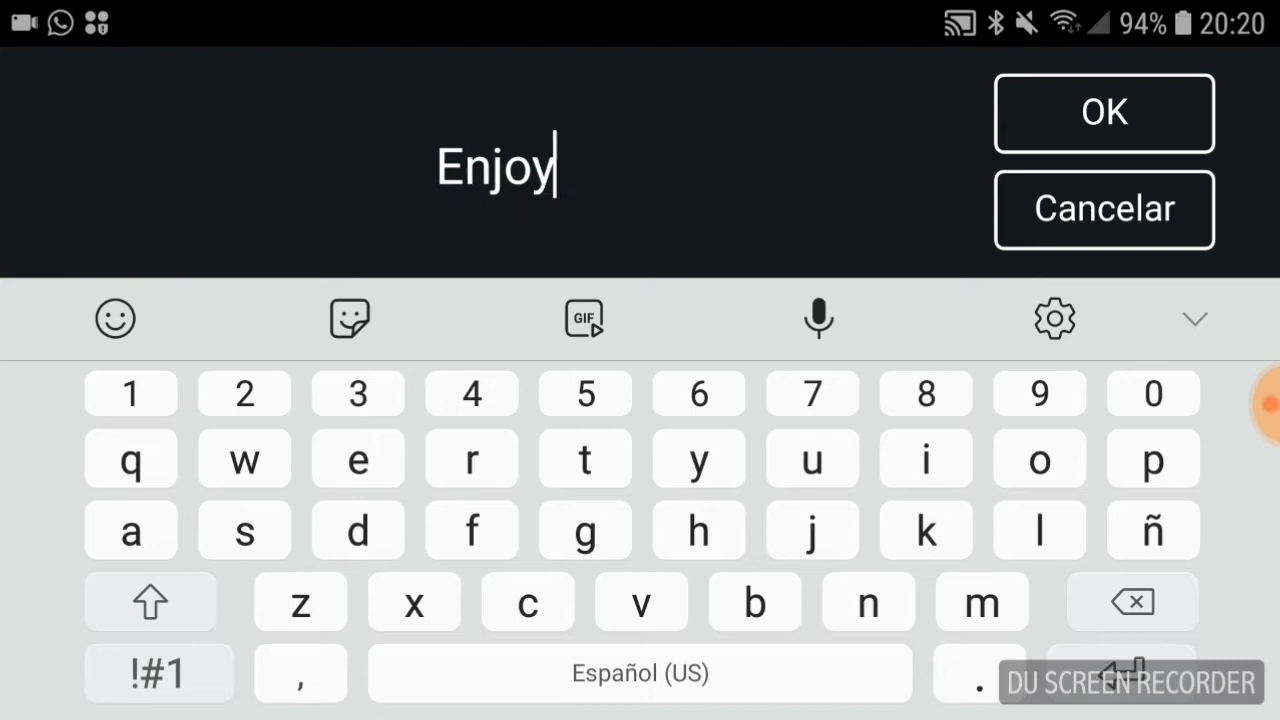 94% 20:20
OK
Enjoy
Cancelar
GIF
1 2 3 4 5 6 7 8 9 0
q w e r t y u i o p
a s d f g h j k l ñ
z x c v b n m
!#1 , Español (US) .
DU SCREEN RECORDER